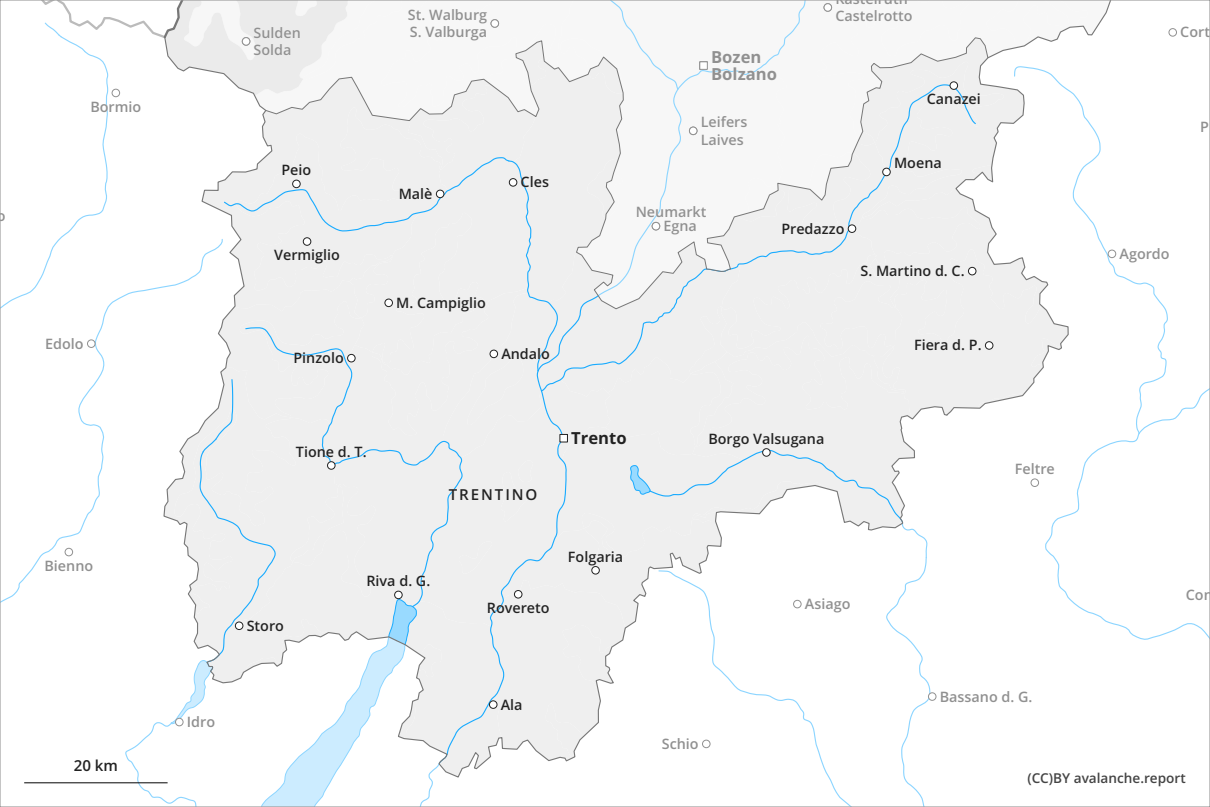 Kastelruth
Castelrotto
St. Walburg
S. Valburga
Sulden
Solda
Cort
Bozen
Bolzano
Bormio
Canazei
Leifers
Laives
P
Moena
Peio
Malè
Cles
Neumarkt
Egna
Predazzo
Vermiglio
Agordo
S. Martino d. C.
M. Campiglio
Edolo
Pinzolo
Andalo
Fiera d. P.
Trento
Borgo Valsugana
Tione d. T.
Feltre
TRENTINO
Bienno
Folgaria
Riva d. G.
Rovereto
Asiago
Cor
Storo
Bassano d. G.
Ala
Idro
Schio
20 km
(CC)BY avalanche.report